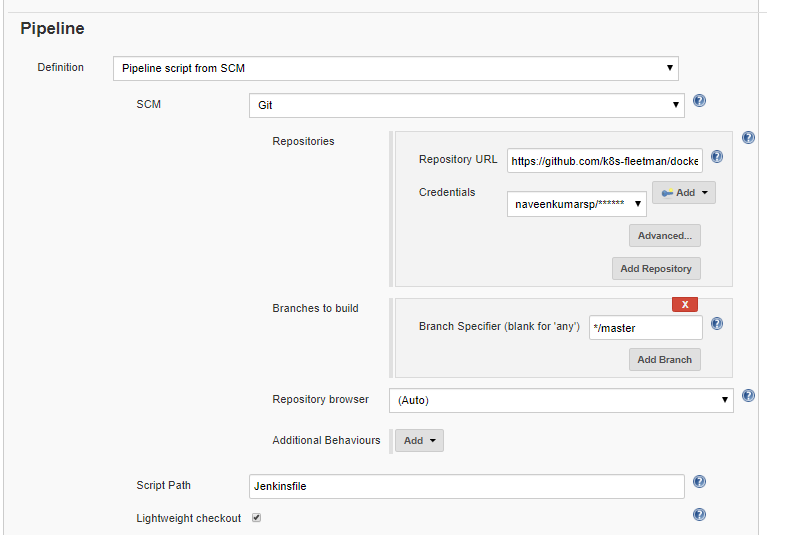 Pipeline
Definition
Pipeline script from SCM
SCM
Git
Repositories
Repository URL
https://github.com/k8s-fleetman/docke
Credentials
naveenkumarsp/******
Add
Advanced...
Add Repository
Branches to build
X
Branch Specifier (blank for 'any')
*/master
Add Branch
Repository browser
(Auto)
Additional Behaviours
Add
Script Path
Jenkinsfile
Lightweight checkout